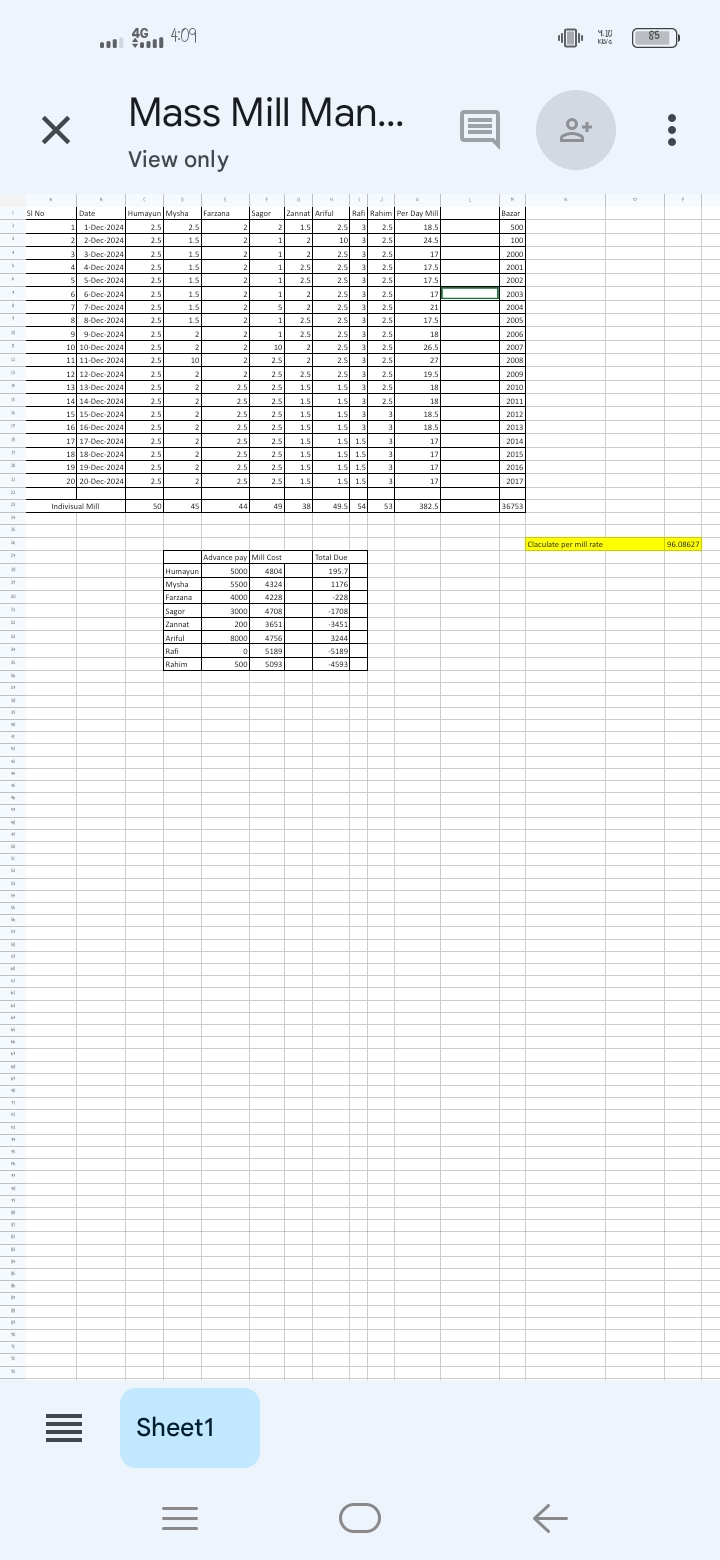 4G 4:09 4.10 KB/s 85
Mass Mill Man...
View only
Sl No Date Humayun Mysha Farzana Sagor Zannat Ariful Rafi Rahim Per Day Mill Bazar
1 1-Dec-2024 2.5 2.5 2 2 1.5 2.5 3 2.5 18.5 500
2 2-Dec-2024 2.5 1.5 2 1 2 10 3 2.5 24.5 100
3 3-Dec-2024 2.5 1.5 2 1 2 2.5 3 2.5 17 2000
4 4-Dec-2024 2.5 1.5 2 1 2.5 2.5 3 2.5 17.5 2001
5 5-Dec-2024 2.5 1.5 2 1 2.5 2.5 3 2.5 17.5 2002
6 6-Dec-2024 2.5 1.5 2 1 2 2.5 3 2.5 17 2003
7 7-Dec-2024 2.5 1.5 2 5 2 2.5 3 2.5 21 2004
8 8-Dec-2024 2.5 1.5 2 1 2.5 2.5 3 2.5 17.5 2005
9 9-Dec-2024 2.5 2 2 1 2.5 2.5 3 2.5 18 2006
10 10-Dec-2024 2.5 2 2 10 2 2.5 3 2.5 26.5 2007
11 11-Dec-2024 2.5 10 2 2.5 2 2.5 3 2.5 27 2008
12 12-Dec-2024 2.5 2 2 2.5 2.5 2.5 3 2.5 19.5 2009
13 13-Dec-2024 2.5 2 2.5 2.5 1.5 1.5 3 2.5 18 2010
14 14-Dec-2024 2.5 2 2.5 2.5 1.5 1.5 3 2.5 18 2011
15 15-Dec-2024 2.5 2 2.5 2.5 1.5 1.5 3 3 18.5 2012
16 16-Dec-2024 2.5 2 2.5 2.5 1.5 1.5 3 3 18.5 2013
17 17-Dec-2024 2.5 2 2.5 2.5 1.5 1.5 1.5 3 17 2014
18 18-Dec-2024 2.5 2 2.5 2.5 1.5 1.5 1.5 3 17 2015
19 19-Dec-2024 2.5 2 2.5 2.5 1.5 1.5 1.5 3 17 2016
20 20-Dec-2024 2.5 2 2.5 2.5 1.5 1.5 1.5 3 17 2017
Indivisual Mill 50 45 44 49 38 49.5 54 53 382.5 36753
Claculate per mill rate 96.08627
Advance pay Mill Cost Total Due
Humayun 5000 4804 195.7
Mysha 5500 4324 1176
Farzana 4000 4228 -228
Sagor 3000 4708 -1708
Zannat 200 3651 -3451
Ariful 8000 4756 3244
Rafi 0 5189 -5189
Rahim 500 5093 -4593
Sheet1